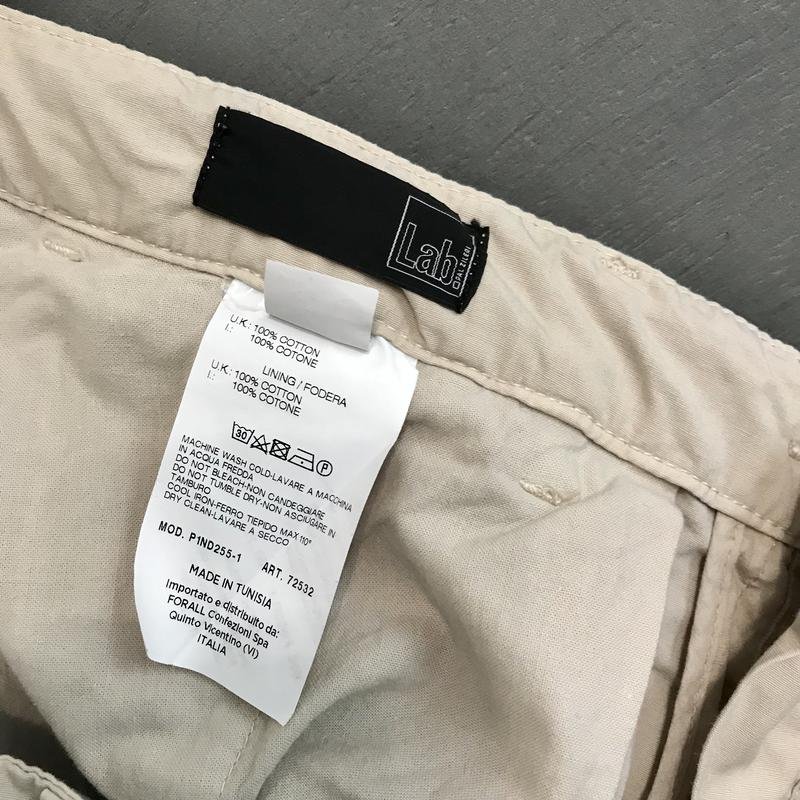 Lab.
PAL ZILERI
U.K: 100% COTTON
I.: 100% COTONE
LINING / FODERA
U.K: 100% COTTON
I.: 100% COTONE
30 P
MACHINE WASH COLD-LAVARE A MACCHINA
IN ACQUA FREDDA
DO NOT BLEACH-NON CANDEGGIARE
DO NOT TUMBLE DRY-NON ASCIUGARE IN
TAMBURO
COOL IRON-FERRO TIEPIDO MAX 110°
DRY CLEAN-LAVARE A SECCO
MOD. P1ND255-1 ART. 72532
MADE IN TUNISIA
Importato e distribuito da:
FORALL Confezioni Spa
Quinto Vicentino (VI)
ITALIA